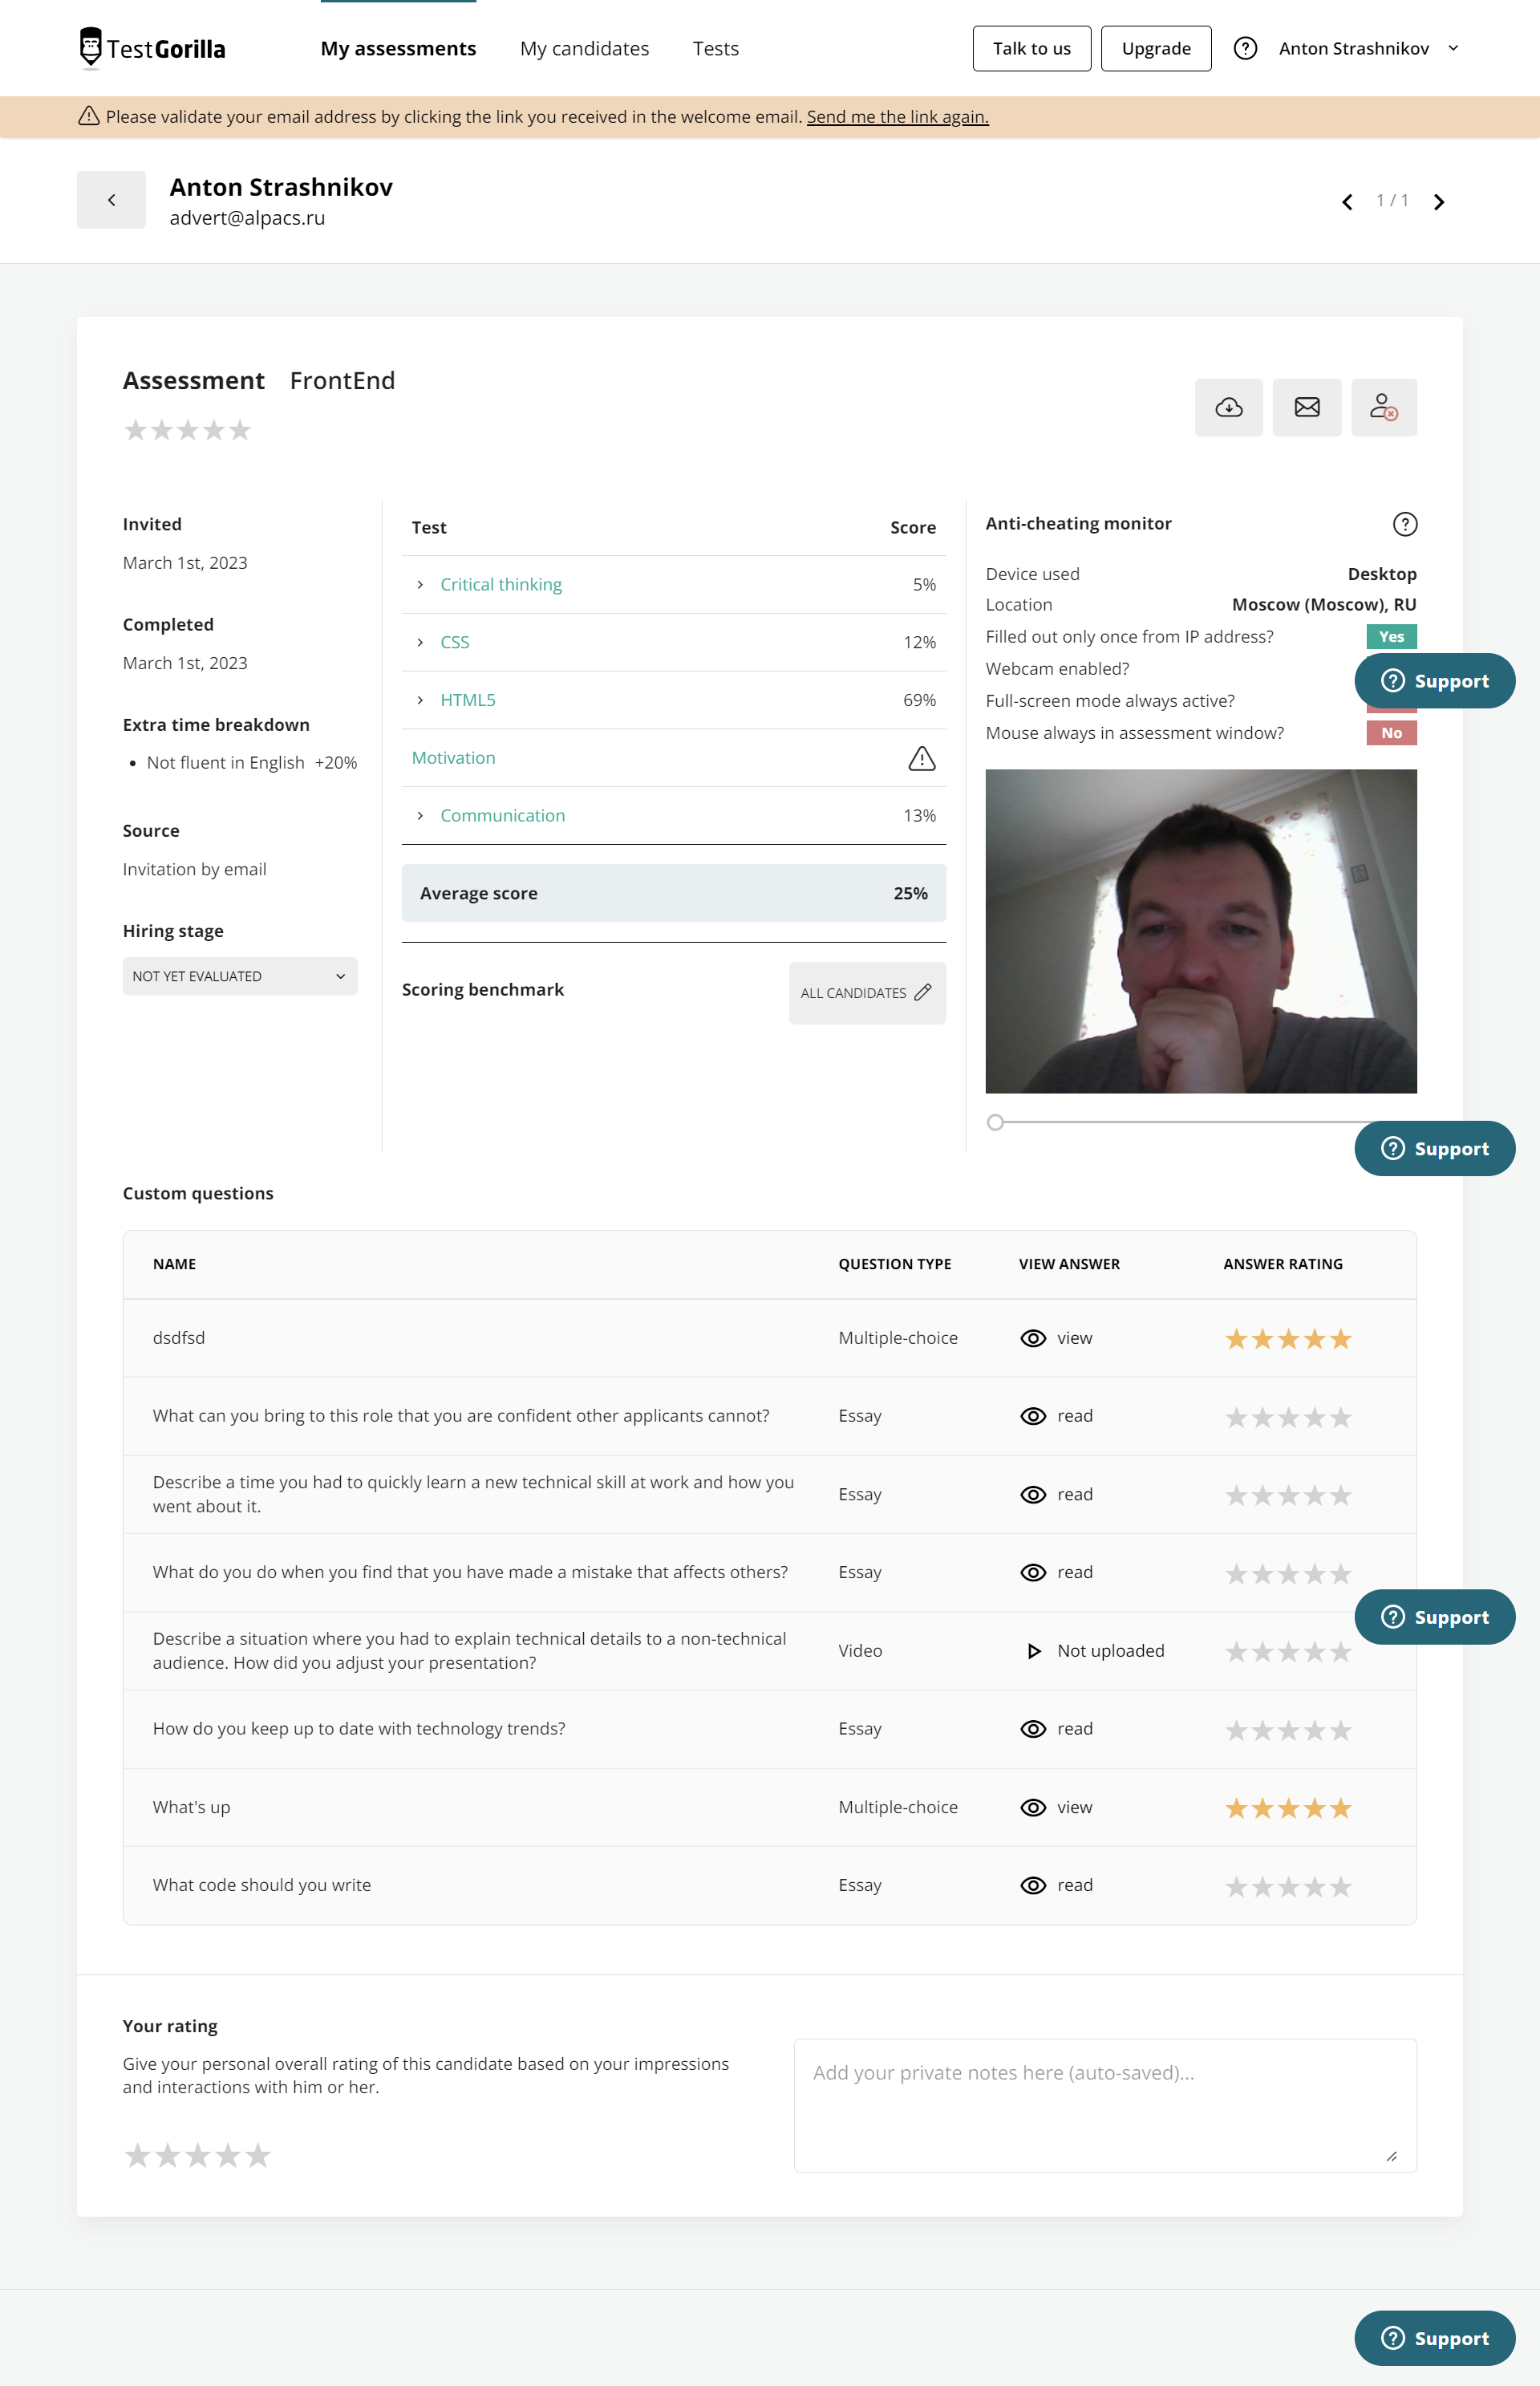 TestGorilla
My assessments
My candidates
Tests
Talk to us
Upgrade
Anton Strashnikov
Please validate your email address by clicking the link you received in the welcome email. Send me the link again.
Anton Strashnikov
advert@alpacs.ru
1 / 1
Assessment FrontEnd
Invited
March 1st, 2023
Completed
March 1st, 2023
Extra time breakdown
• Not fluent in English +20%
Source
Invitation by email
Hiring stage
NOT YET EVALUATED
Test Score
Critical thinking 5%
CSS 12%
HTML5 69%
Motivation
Communication 13%
Average score 25%
Scoring benchmark
ALL CANDIDATES
Anti-cheating monitor
Device used Desktop
Location Moscow (Moscow), RU
Filled out only once from IP address? Yes
Webcam enabled?
Support
Full-screen mode always active?
Mouse always in assessment window? No
Support
Custom questions
NAME QUESTION TYPE VIEW ANSWER ANSWER RATING
dsdfsd Multiple-choice view
What can you bring to this role that you are confident other applicants cannot? Essay read
Describe a time you had to quickly learn a new technical skill at work and how you
went about it.
Essay read
What do you do when you find that you have made a mistake that affects others? Essay read
Support
Describe a situation where you had to explain technical details to a non-technical
audience. How did you adjust your presentation?
Video Not uploaded
How do you keep up to date with technology trends? Essay read
What's up Multiple-choice view
What code should you write Essay read
Your rating
Give your personal overall rating of this candidate based on your impressions
and interactions with him or her.
Add your private notes here (auto-saved)...
Support